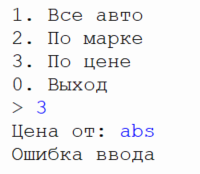 1. Все авто
2. По марке
3. По цене
0. Выход
> 3
Цена от: abs
Ошибка ввода